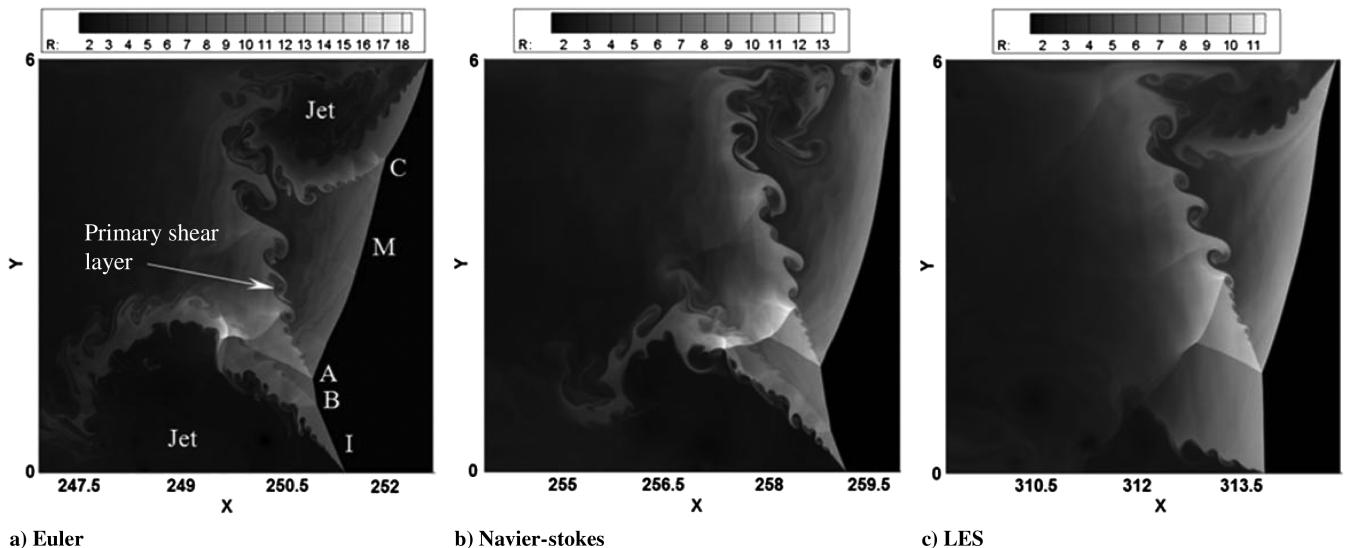 R: 2 3 4 5 6 7 8 9 10 11 12 13 14 15 16 17 18
6
Jet
C
M
Primary shear
layer
Y
A
B
I
Jet
0
247.5 249 250.5 252
X
a) Euler
R: 2 3 4 5 6 7 8 9 10 11 12 13
6
Y
0
255 256.5 258 259.5
X
b) Navier-stokes
R: 2 3 4 5 6 7 8 9 10 11
6
Y
0
310.5 312 313.5
X
c) LES